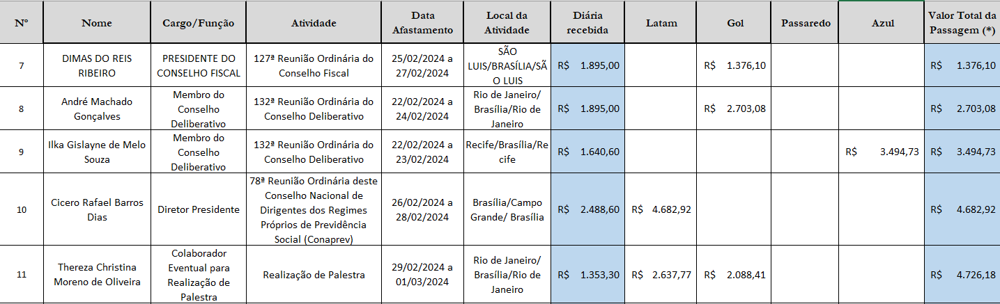 Nº Nome Cargo/Função Atividade Data Afastamento Local da Atividade Diária recebida Latam Gol Passaredo Azul Valor Total da Passagem (*)
7 DIMAS DO REIS RIBEIRO PRESIDENTE DO CONSELHO FISCAL 127ª Reunião Ordinária do Conselho Fiscal 25/02/2024 a 27/02/2024 SÃO LUIS/BRASÍLIA/SÃO LUIS R$ 1.895,00 R$ 1.376,10 R$ 1.376,10
8 André Machado Gonçalves Membro do Conselho Deliberativo 132ª Reunião Ordinária do Conselho Deliberativo 22/02/2024 a 24/02/2024 Rio de Janeiro/ Brasília/Rio de Janeiro R$ 1.895,00 R$ 2.703,08 R$ 2.703,08
9 Ilka Gislayne de Melo Souza Membro do Conselho Deliberativo 132ª Reunião Ordinária do Conselho Deliberativo 22/02/2024 a 23/02/2024 Recife/Brasília/Recife R$ 1.640,60 R$ 3.494,73 R$ 3.494,73
10 Cicero Rafael Barros Dias Diretor Presidente 78ª Reunião Ordinária deste Conselho Nacional de Dirigentes dos Regimes Próprios de Previdência Social (Conaprev) 26/02/2024 a 28/02/2024 Brasília/Campo Grande/ Brasília R$ 2.488,60 R$ 4.682,92 R$ 4.682,92
11 Thereza Christina Moreno de Oliveira Colaborador Eventual para Realização de Palestra Realização de Palestra 29/02/2024 a 01/03/2024 Rio de Janeiro/ Brasília/Rio de Janeiro R$ 1.353,30 R$ 2.637,77 R$ 2.088,41 R$ 4.726,18